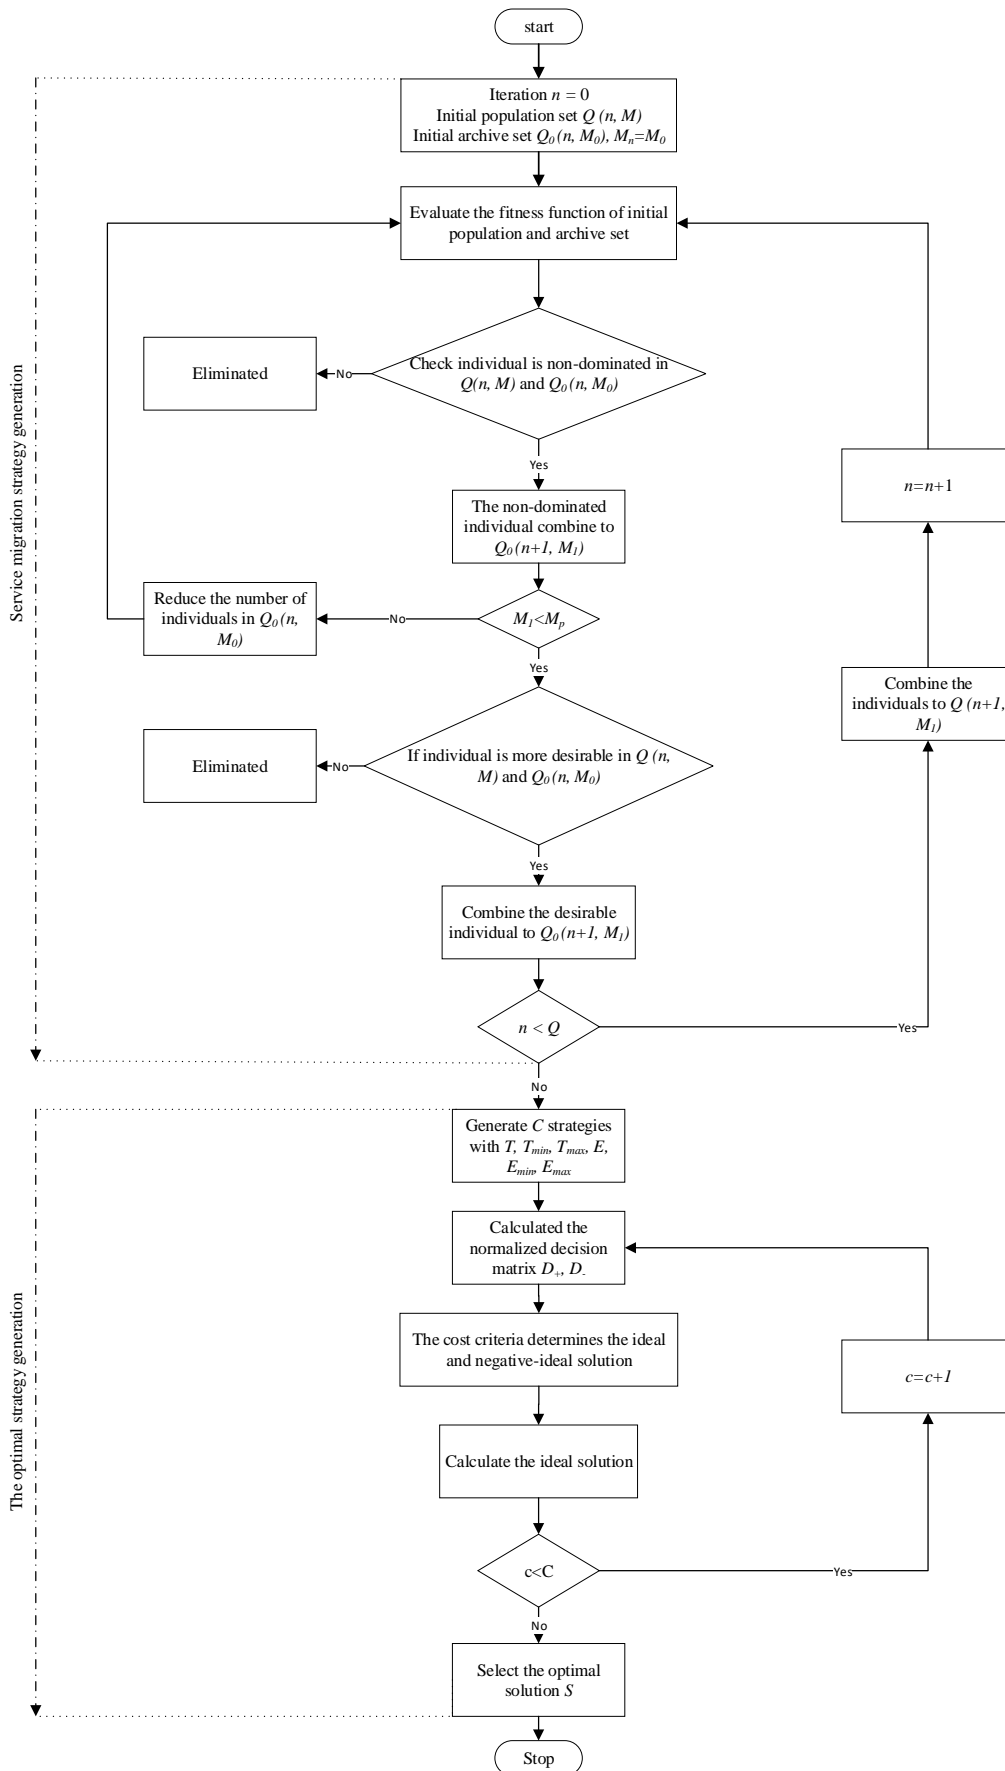 start
Iteration n = 0
Initial population set Q (n, M)
Initial archive set Q0 (n, M0), Mn=M0
Evaluate the fitness function of initial
population and archive set
Check individual is non-dominated in
Q(n, M) and Q0 (n, M0)
No
Eliminated
Yes
The non-dominated
individual combine to
Q0 (n+1, M1)
n=n+1
Service migration strategy generation
M1<Mp
No
Reduce the number of
individuals in Q0 (n,
M0)
Yes
Combine the
individuals to Q (n+1,
M1)
If individual is more desirable in Q (n,
M) and Q0 (n, M0)
No
Eliminated
Yes
Combine the desirable
individual to Q0 (n+1, M1)
n < Q
Yes
No
Generate C strategies
with T, Tmin, Tmax, E,
Emin, Emax
Calculated the
normalized decision
matrix D+, D-
The cost criteria determines the ideal
and negative-ideal solution
The optimal strategy generation
c=c+1
Calculate the ideal solution
c<C
Yes
No
Select the optimal
solution S
Stop